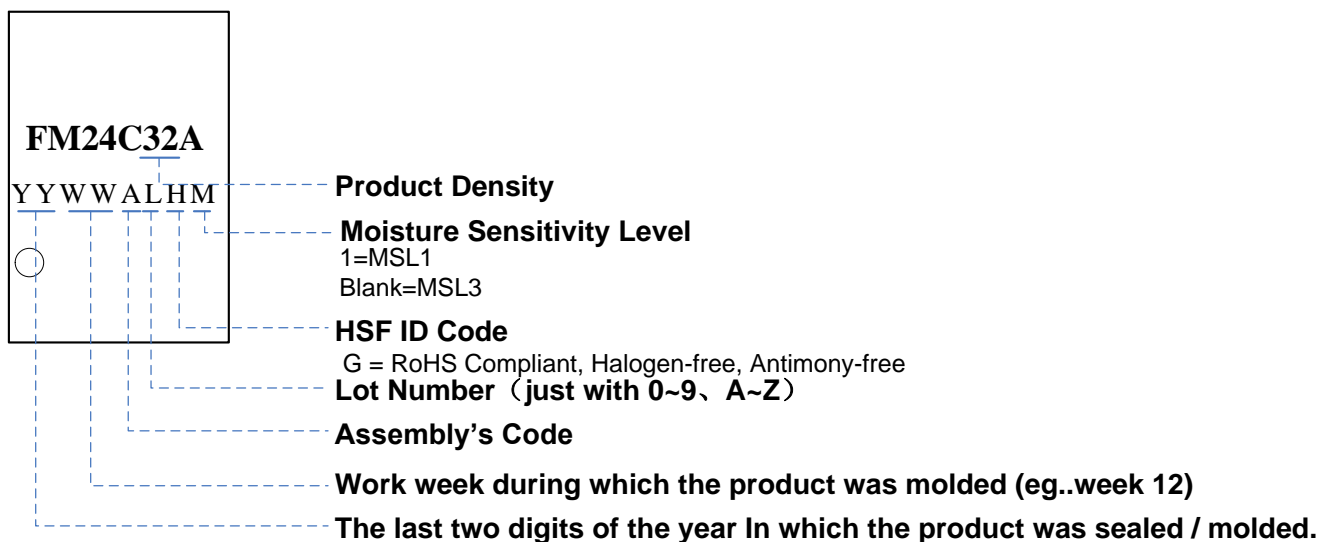 FM24C32A
YYWWALHM
Product Density
Moisture Sensitivity Level
1=MSL1
Blank=MSL3
HSF ID Code
G = RoHS Compliant, Halogen-free, Antimony-free
Lot Number（just with 0~9、A~Z）
Assembly’s Code
Work week during which the product was molded (eg..week 12)
The last two digits of the year In which the product was sealed / molded.